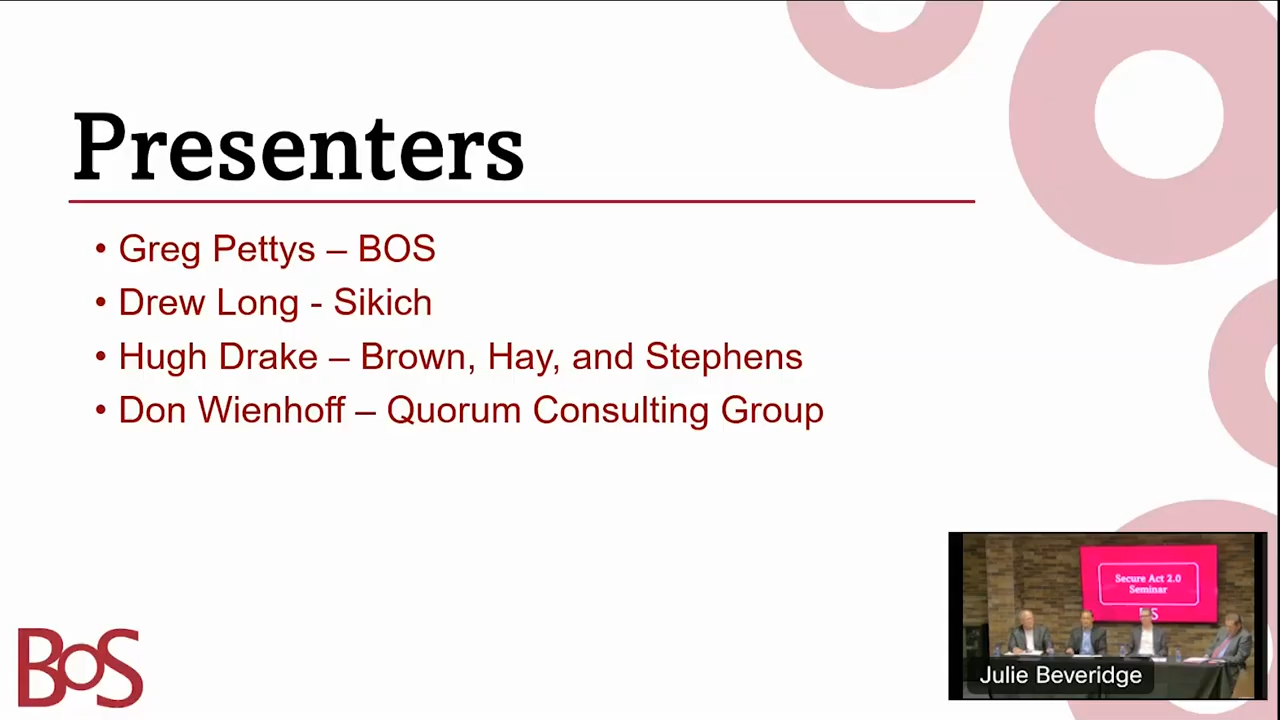 Presenters
• Greg Pettys – BOS
• Drew Long - Sikich
• Hugh Drake – Brown, Hay, and Stephens
• Don Wienhoff – Quorum Consulting Group
Secure Act 2.0
Seminar
Julie Beveridge
BOS